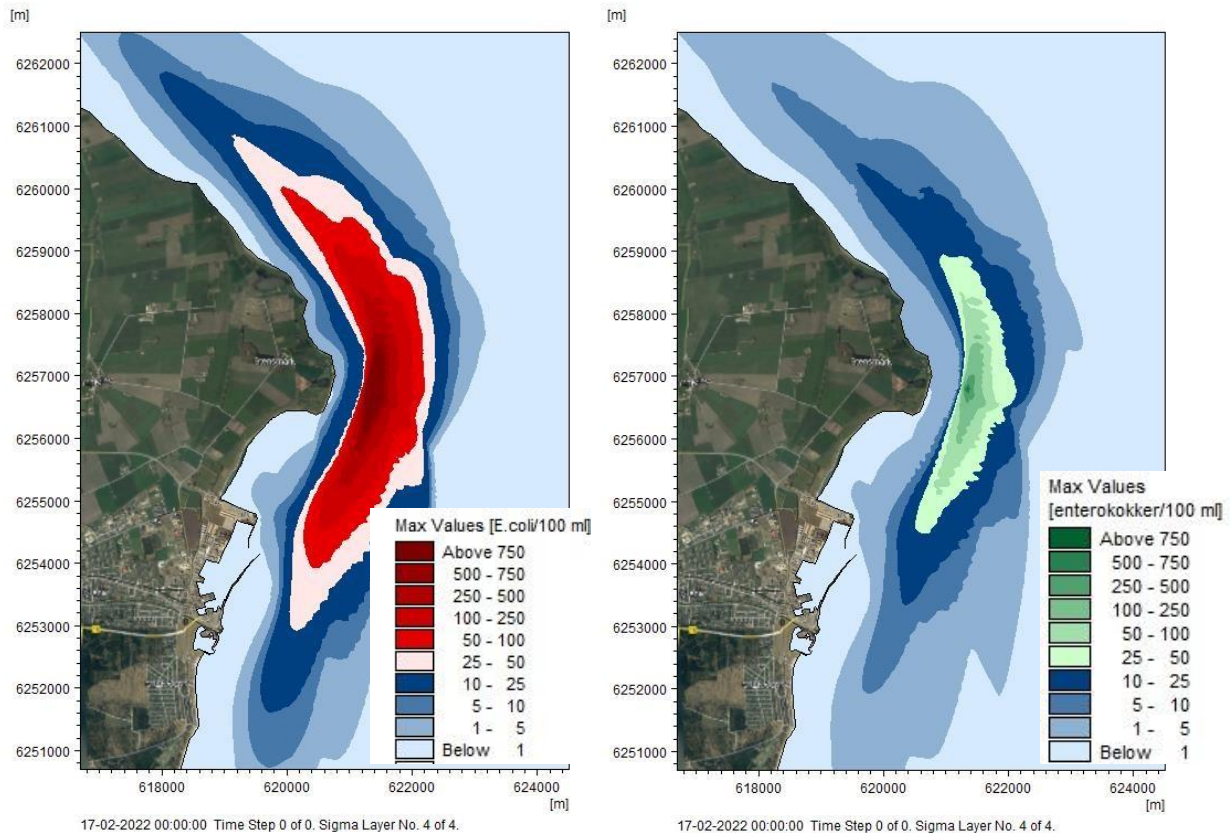 [m]
6262000
6261000
6260000
6259000
6258000
6257000
6256000
6255000
6254000
6253000
6252000
6251000
Max Values [E.coli/100 ml]
Above 750
500 - 750
250 - 500
100 - 250
50 - 100
25 - 50
10 - 25
5 - 10
1 - 5
Below 1
618000 620000 622000 624000
[m]
17-02-2022 00:00:00 Time Step 0 of 0. Sigma Layer No. 4 of 4.
[m]
6262000
6261000
6260000
6259000
6258000
6257000
6256000
6255000
6254000
6253000
6252000
6251000
Max Values
[enterokokker/100 ml]
Above 750
500 - 750
250 - 500
100 - 250
50 - 100
25 - 50
10 - 25
5 - 10
1 - 5
Below 1
618000 620000 622000 624000
[m]
17-02-2022 00:00:00 Time Step 0 of 0. Sigma Layer No. 4 of 4.